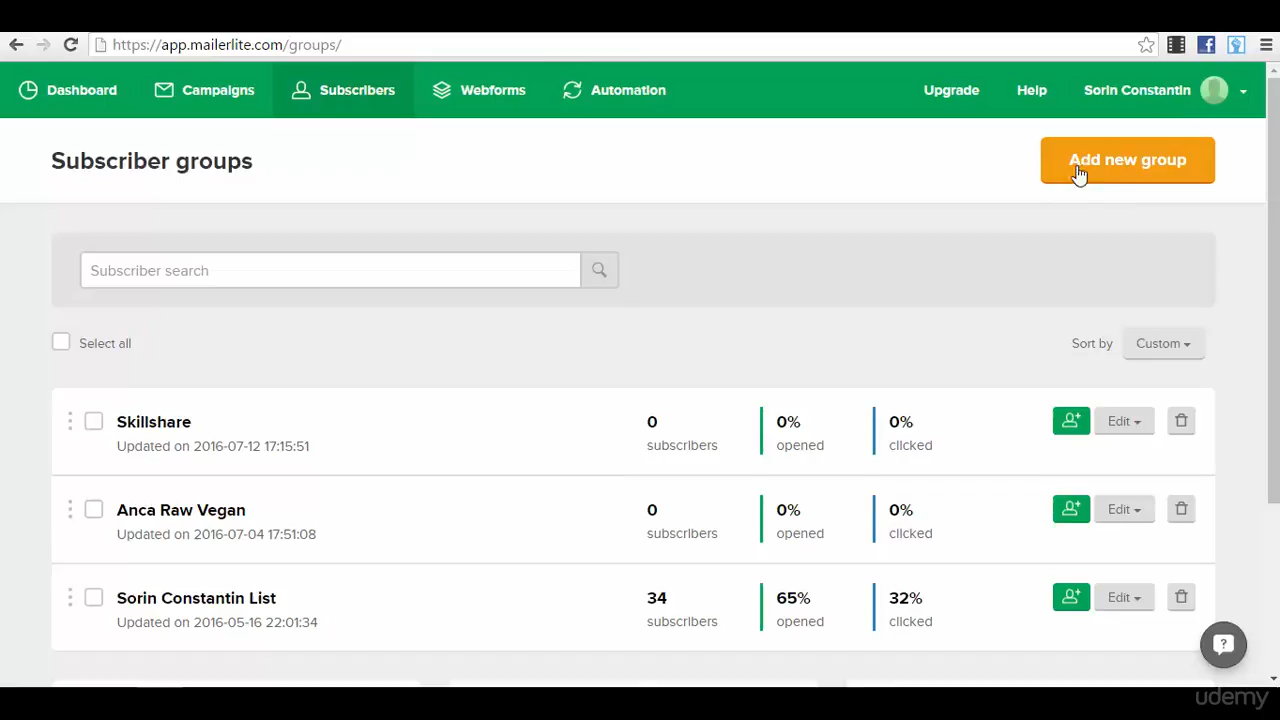 https://app.mailerlite.com/groups/
Dashboard Campaigns Subscribers Webforms Automation Upgrade Help Sorin Constantin
Subscriber groups Add new group
Subscriber search
Select all Sort by Custom
Skillshare 0 0% 0% Edit
Updated on 2016-07-12 17:15:51 subscribers opened clicked
Anca Raw Vegan 0 0% 0% Edit
Updated on 2016-07-04 17:51:08 subscribers opened clicked
Sorin Constantin List 34 65% 32% Edit
Updated on 2016-05-16 22:01:34 subscribers opened clicked
udemy